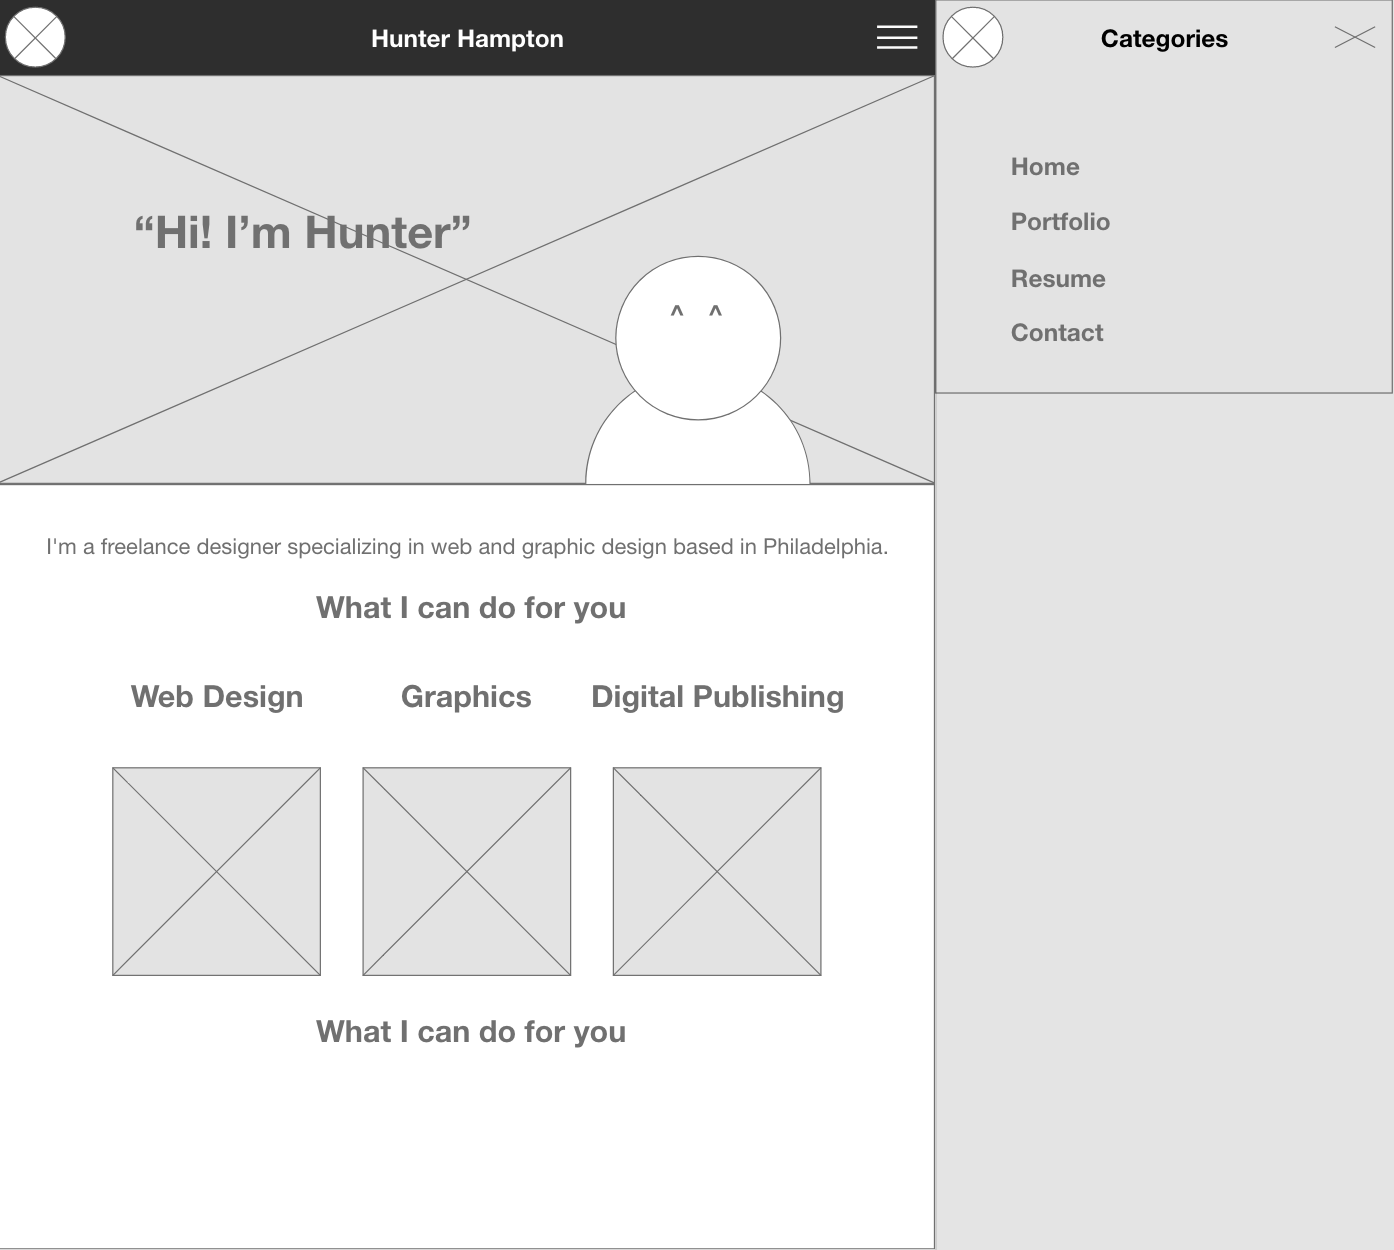 Hunter Hampton
“Hi! I’m Hunter”
^ ^
I'm a freelance designer specializing in web and graphic design based in Philadelphia.
What I can do for you
Web Design
Graphics
Digital Publishing
What I can do for you
Categories
Home
Portfolio
Resume
Contact